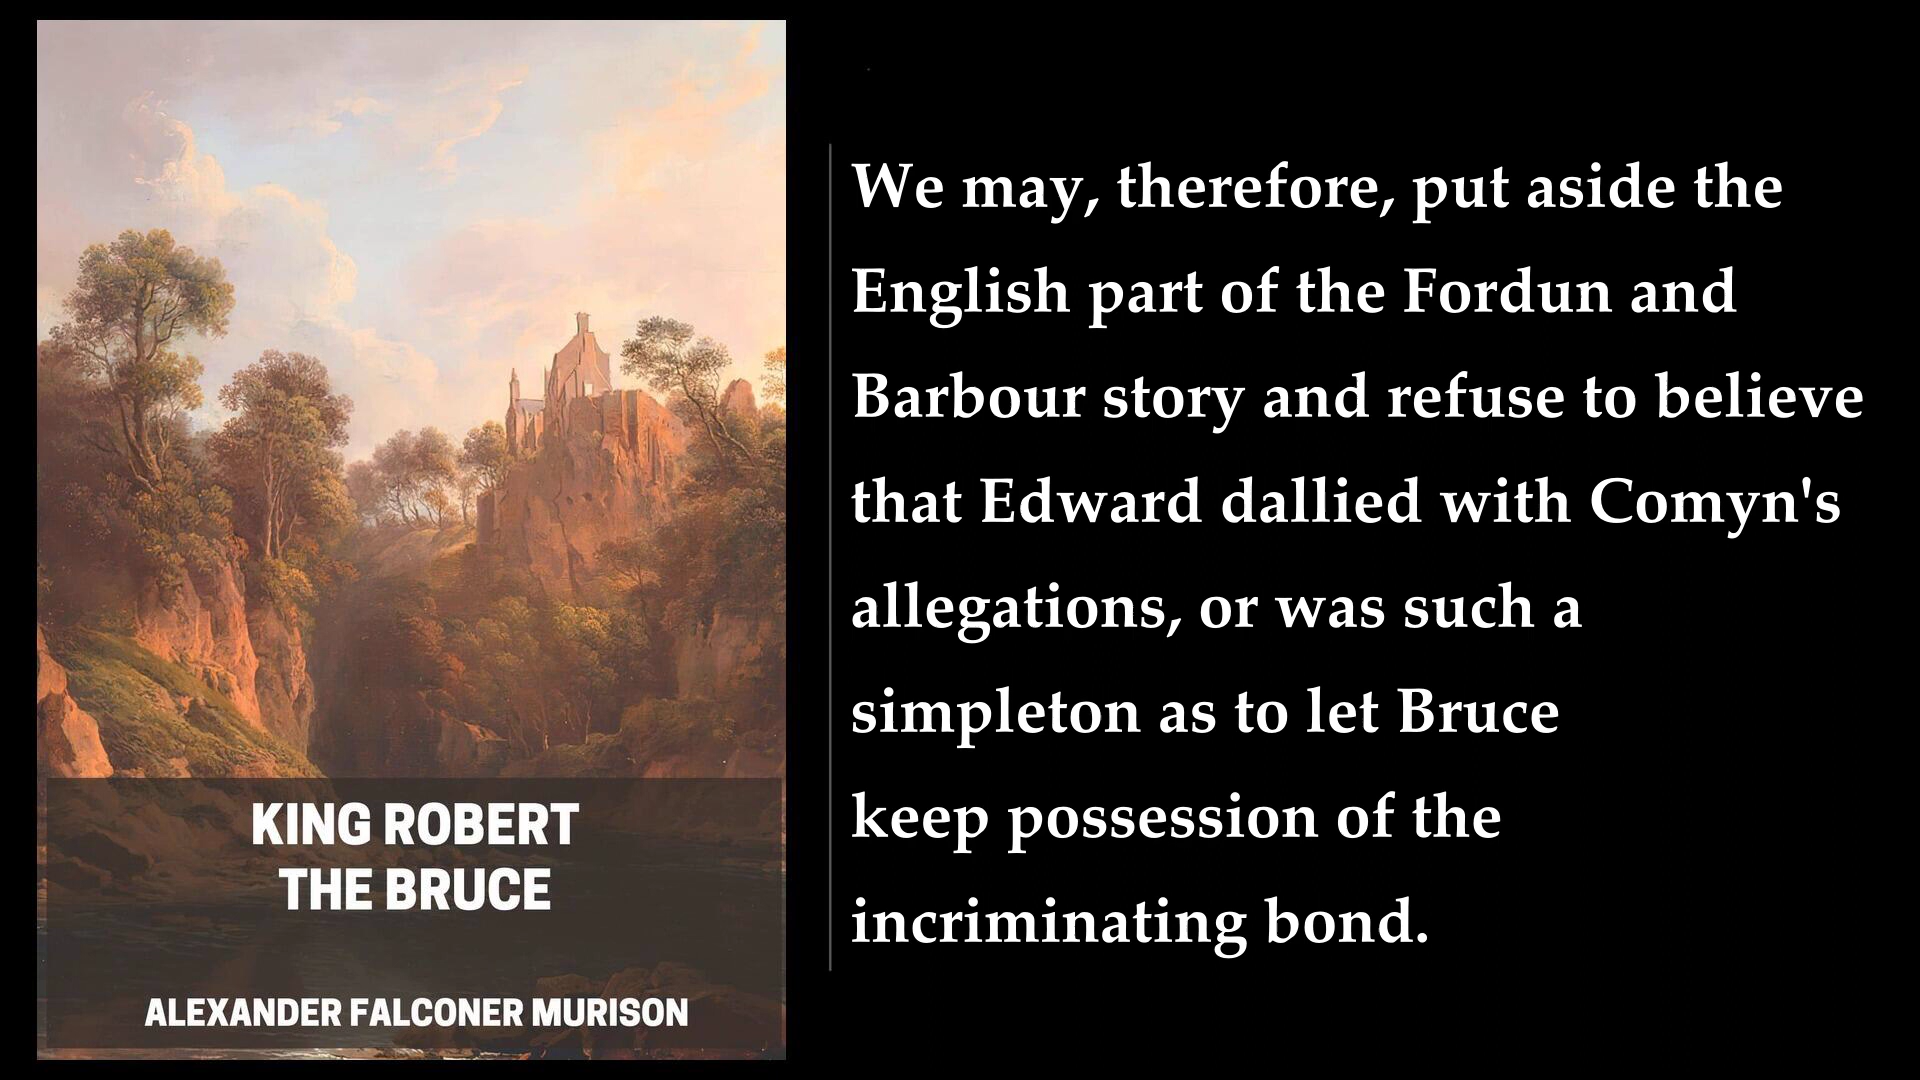 KING ROBERT
THE BRUCE
ALEXANDER FALCONER MURISON
We may, therefore, put aside the
English part of the Fordun and
Barbour story and refuse to believe
that Edward dallied with Comyn's
allegations, or was such a
simpleton as to let Bruce
keep possession of the
incriminating bond.